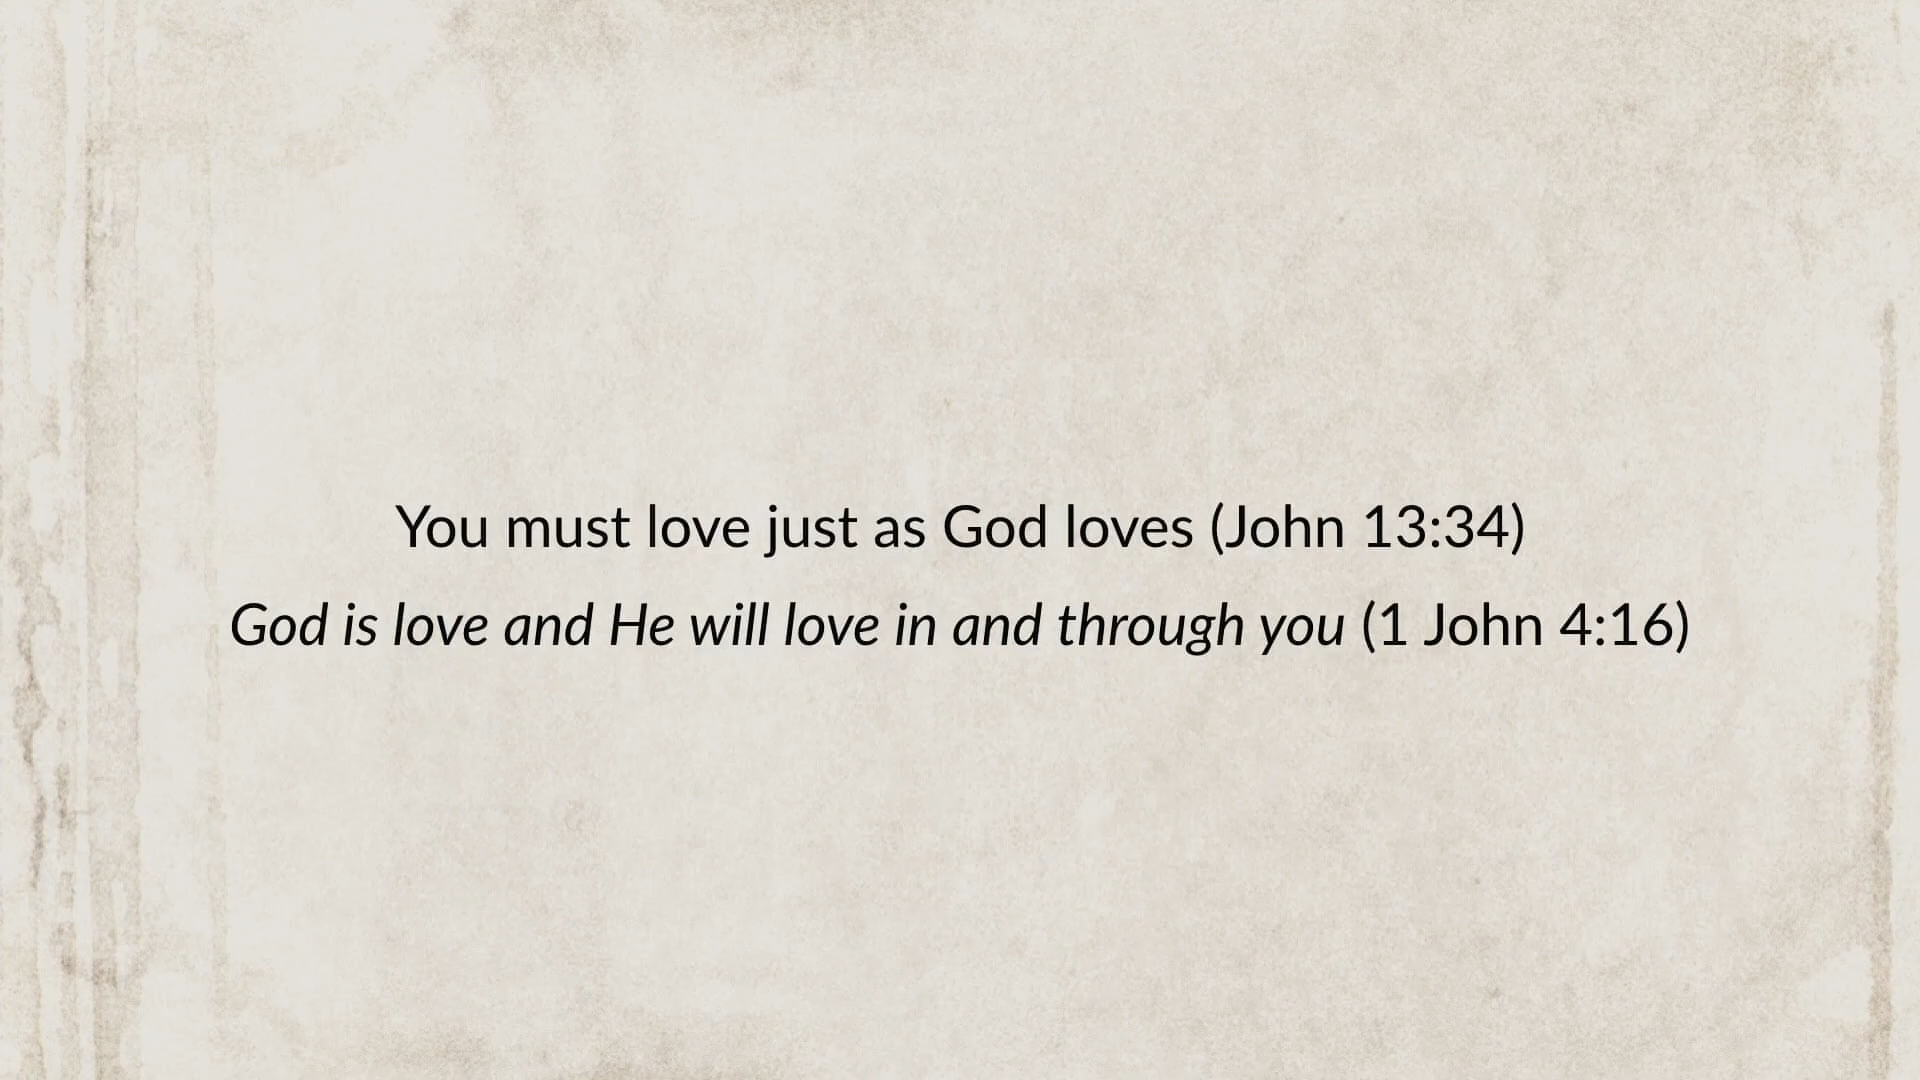 You must love just as God loves (John 13:34)
God is love and He will love in and through you (1 John 4:16)